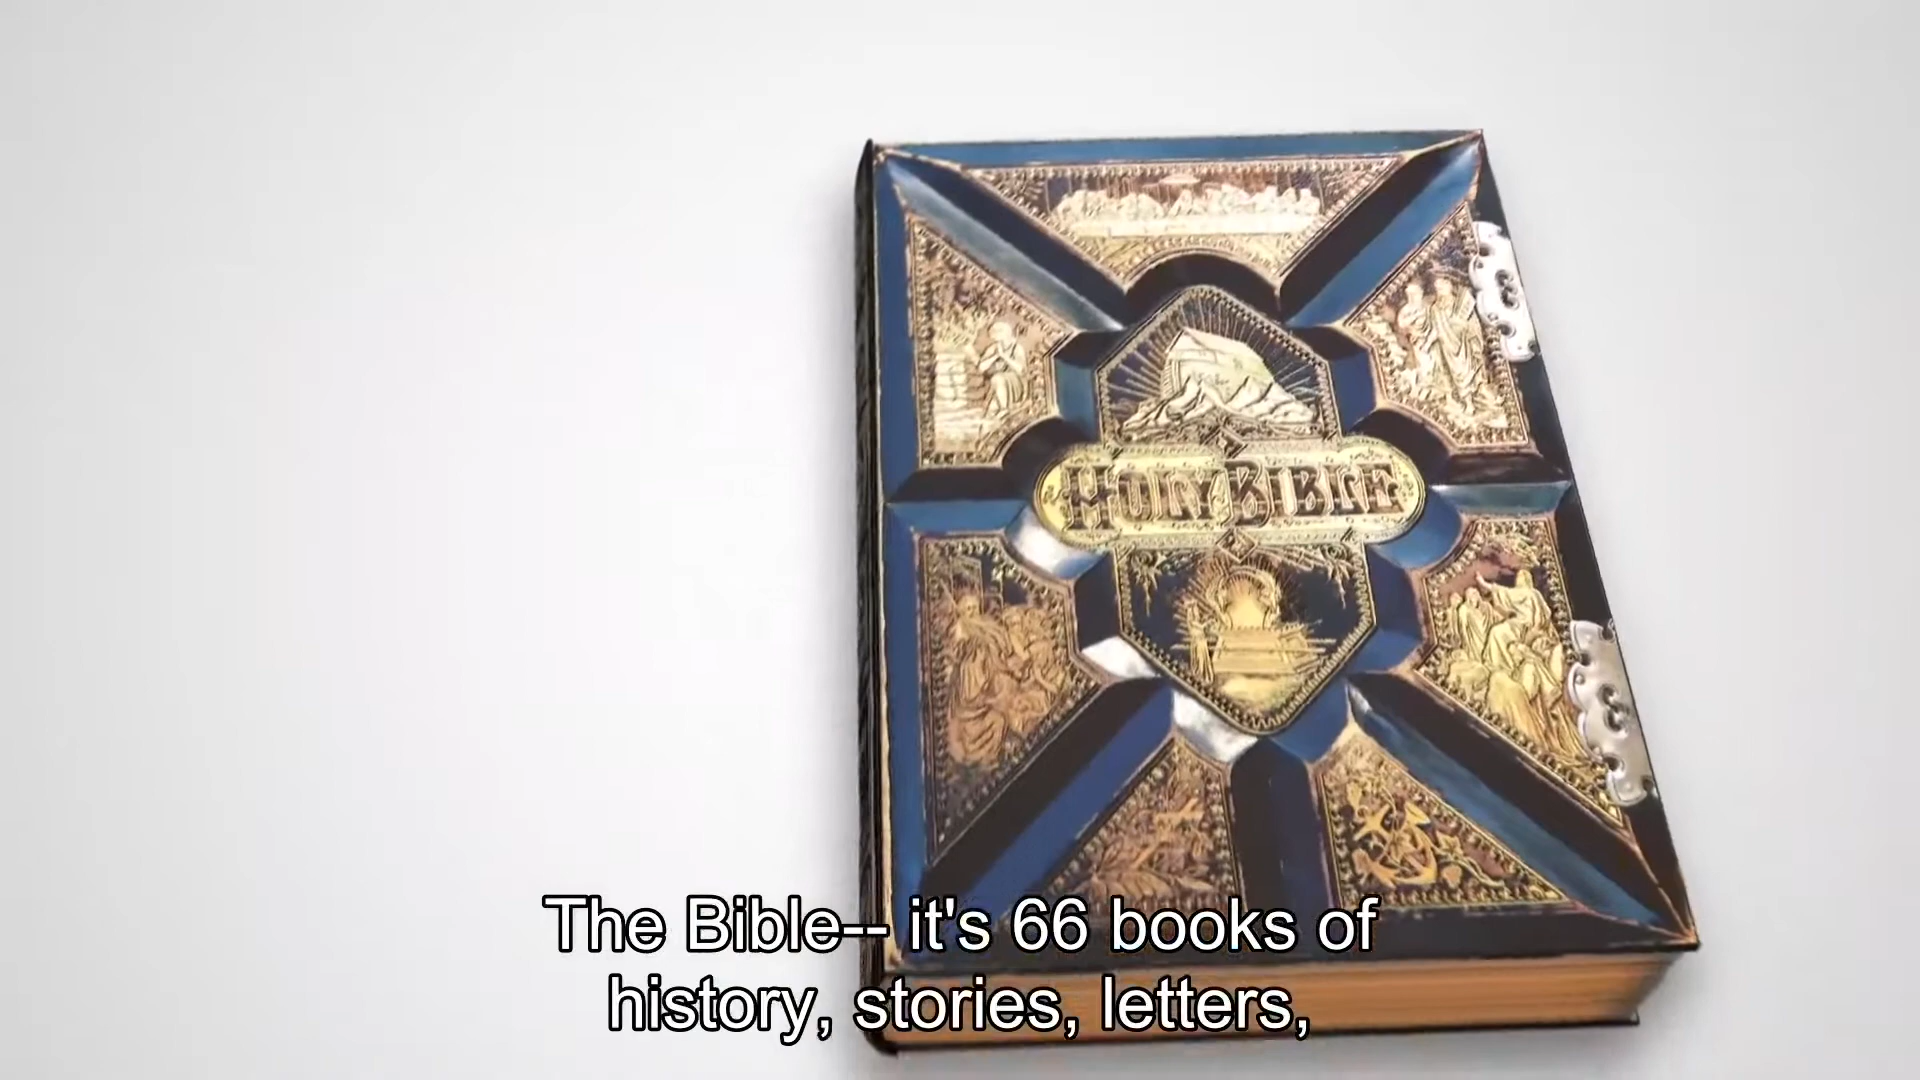 HOLY BIBLE
The Bible-- it's 66 books of
history, stories, letters,